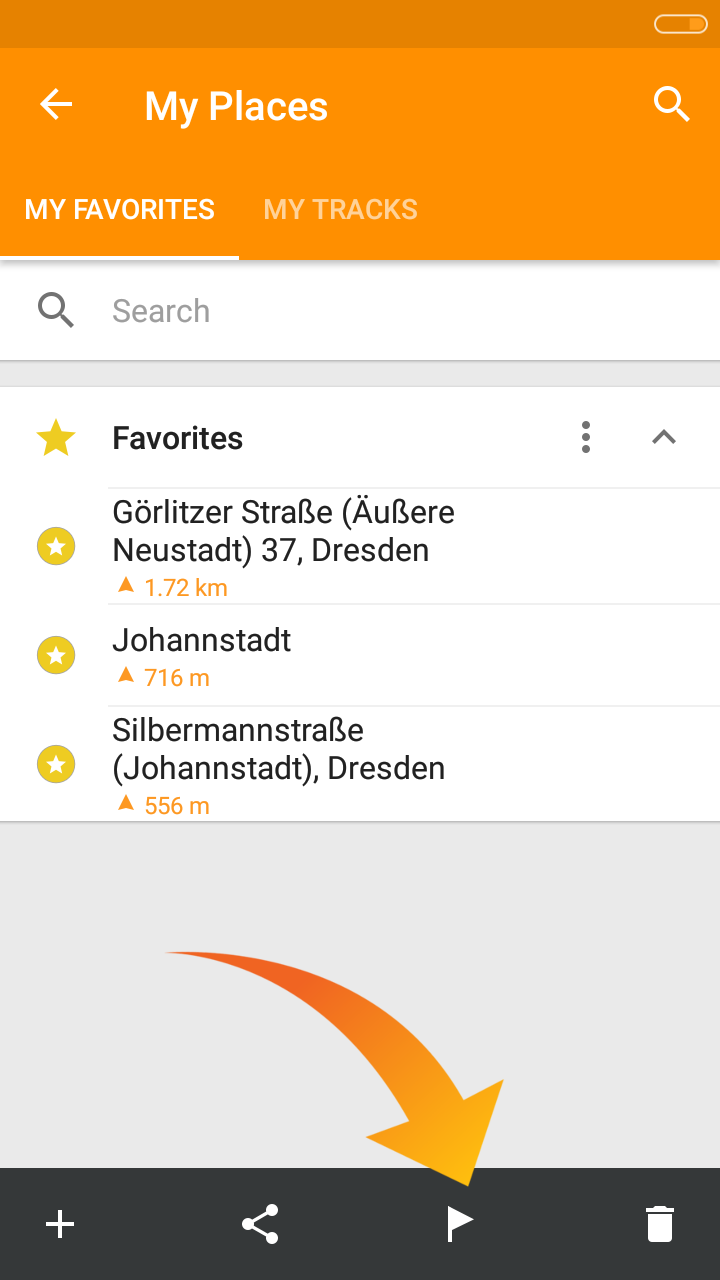 My Places
MY FAVORITES MY TRACKS
Search
Favorites
Görlitzer Straße (Äußere
Neustadt) 37, Dresden
1.72 km
Johannstadt
716 m
Silbermannstraße
(Johannstadt), Dresden
556 m